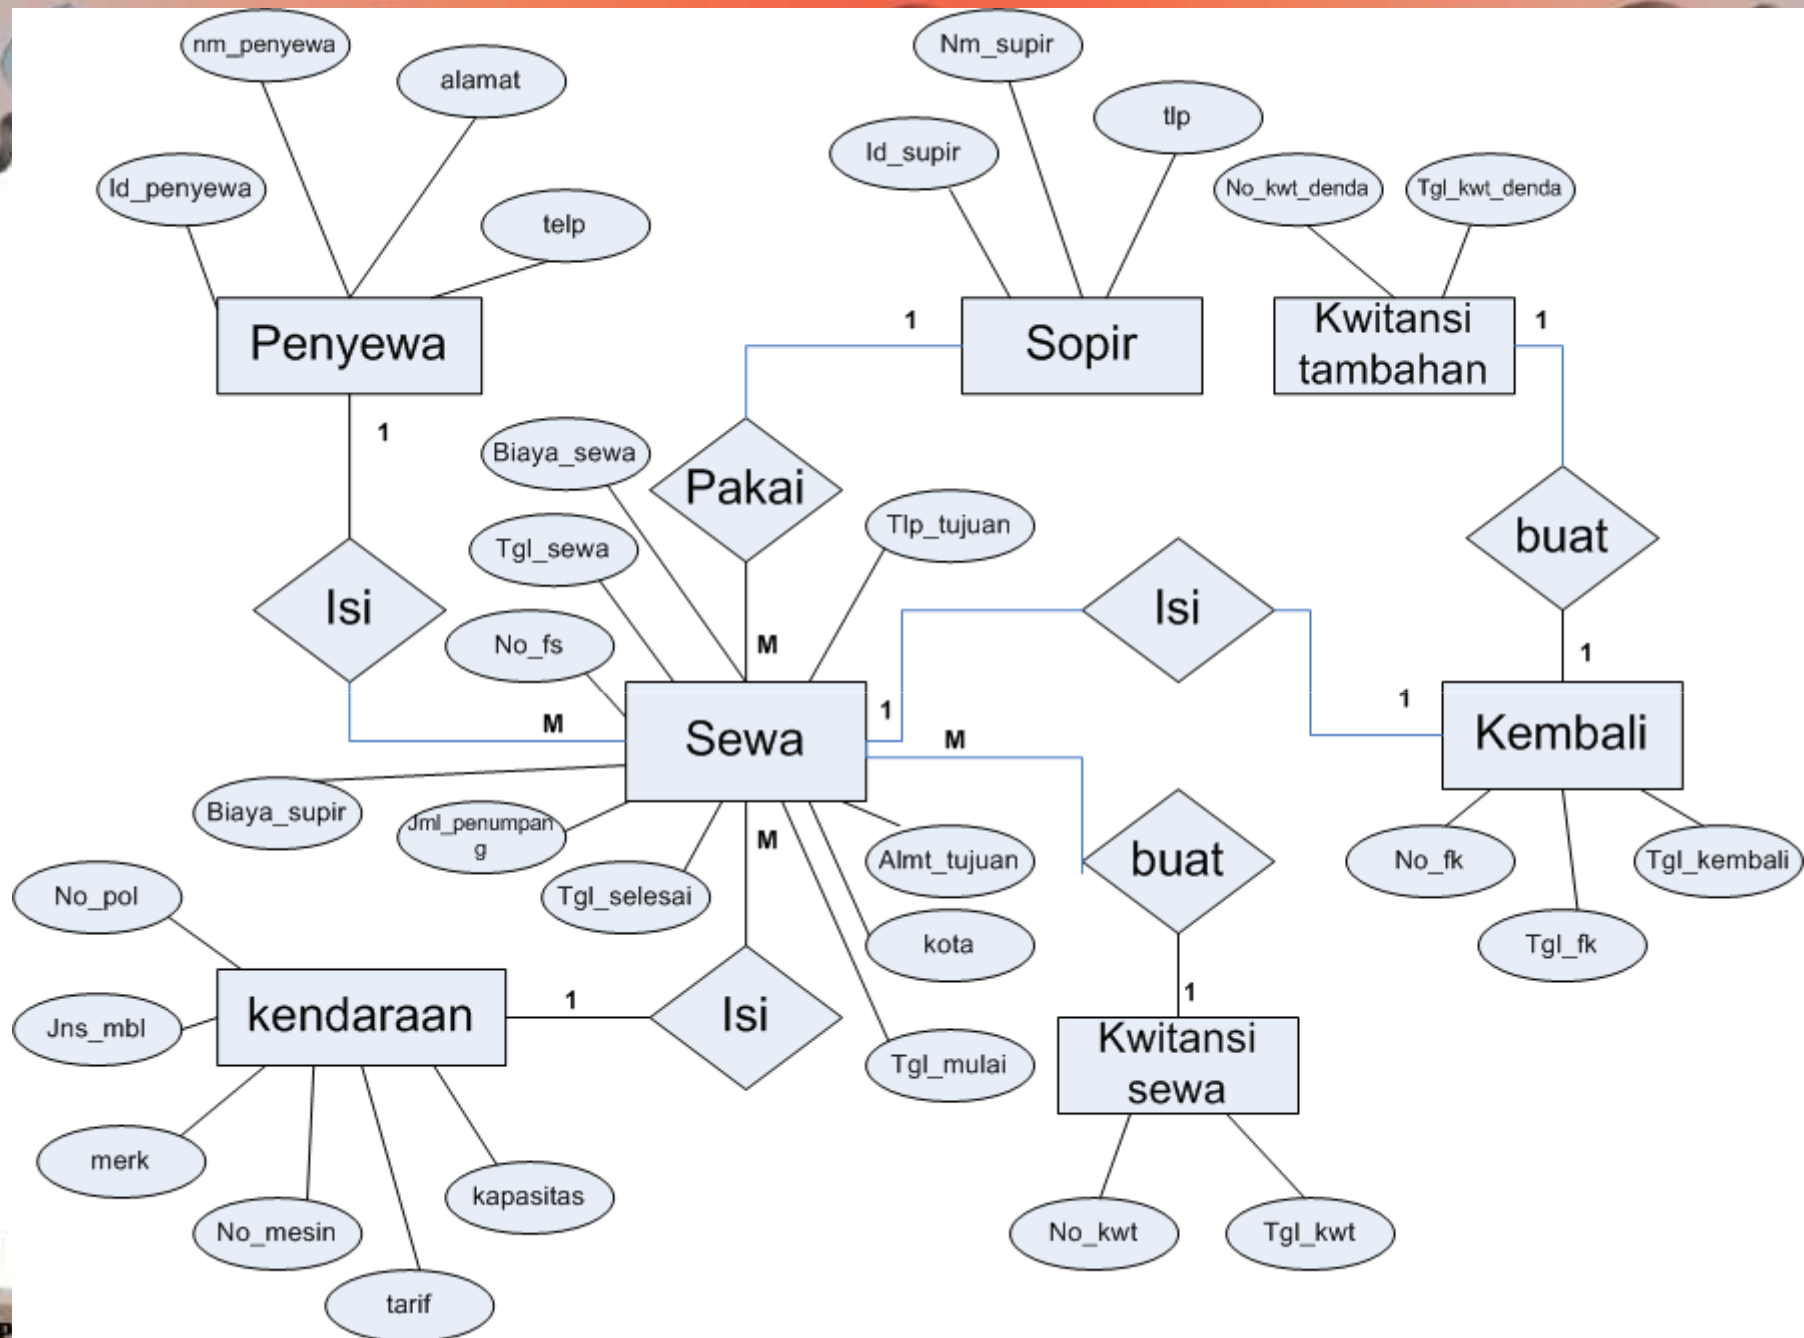 nm_penyewa
Nm_supir
alamat
tlp
Id_supir
Id_penyewa
No_kwt_denda
Tgl_kwt_denda
telp
Penyewa
1
Sopir
Kwitansi
tambahan
1
1
Biaya_sewa
Pakai
Tlp_tujuan
Tgl_sewa
buat
Isi
Isi
No_fs
M
1
M
1
1
Sewa
M
Kembali
Biaya_supir
Jml_penumpan
g
M
Almt_tujuan
buat
No_fk
Tgl_kembali
No_pol
Tgl_selesai
kota
Tgl_fk
Jns_mbl
kendaraan
1
Isi
1
Kwitansi
sewa
Tgl_mulai
merk
kapasitas
No_mesin
No_kwt
Tgl_kwt
tarif